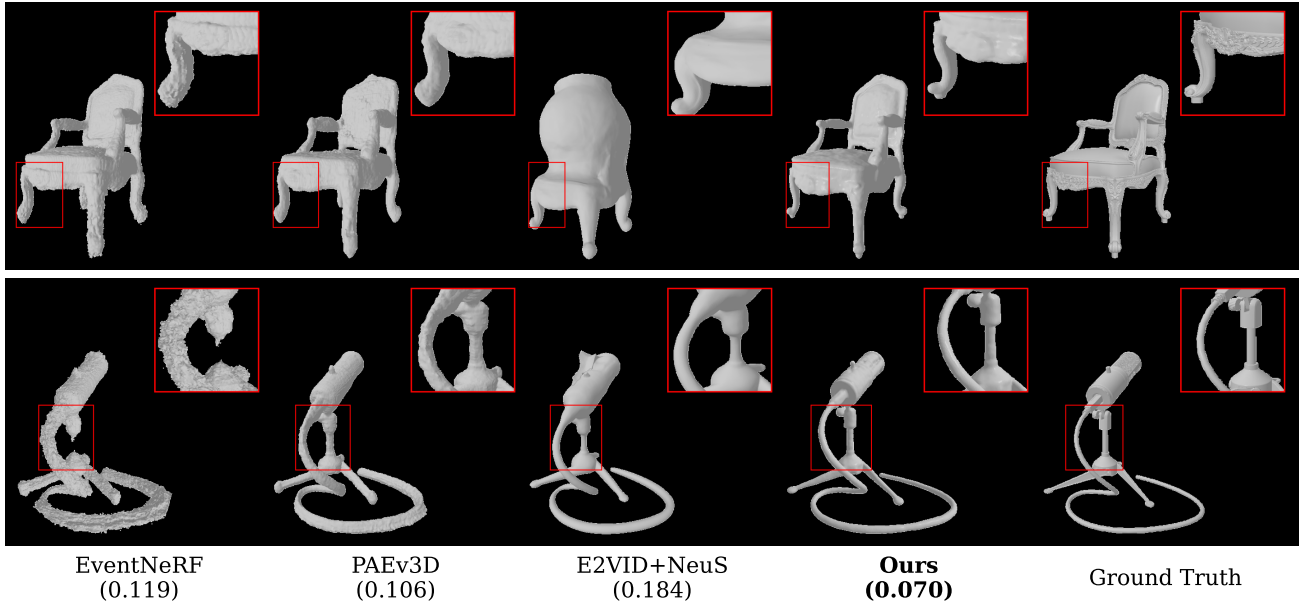 EventNeRF
(0.119)
PAEv3D
(0.106)
E2VID+NeuS
(0.184)
Ours
(0.070)
Ground Truth